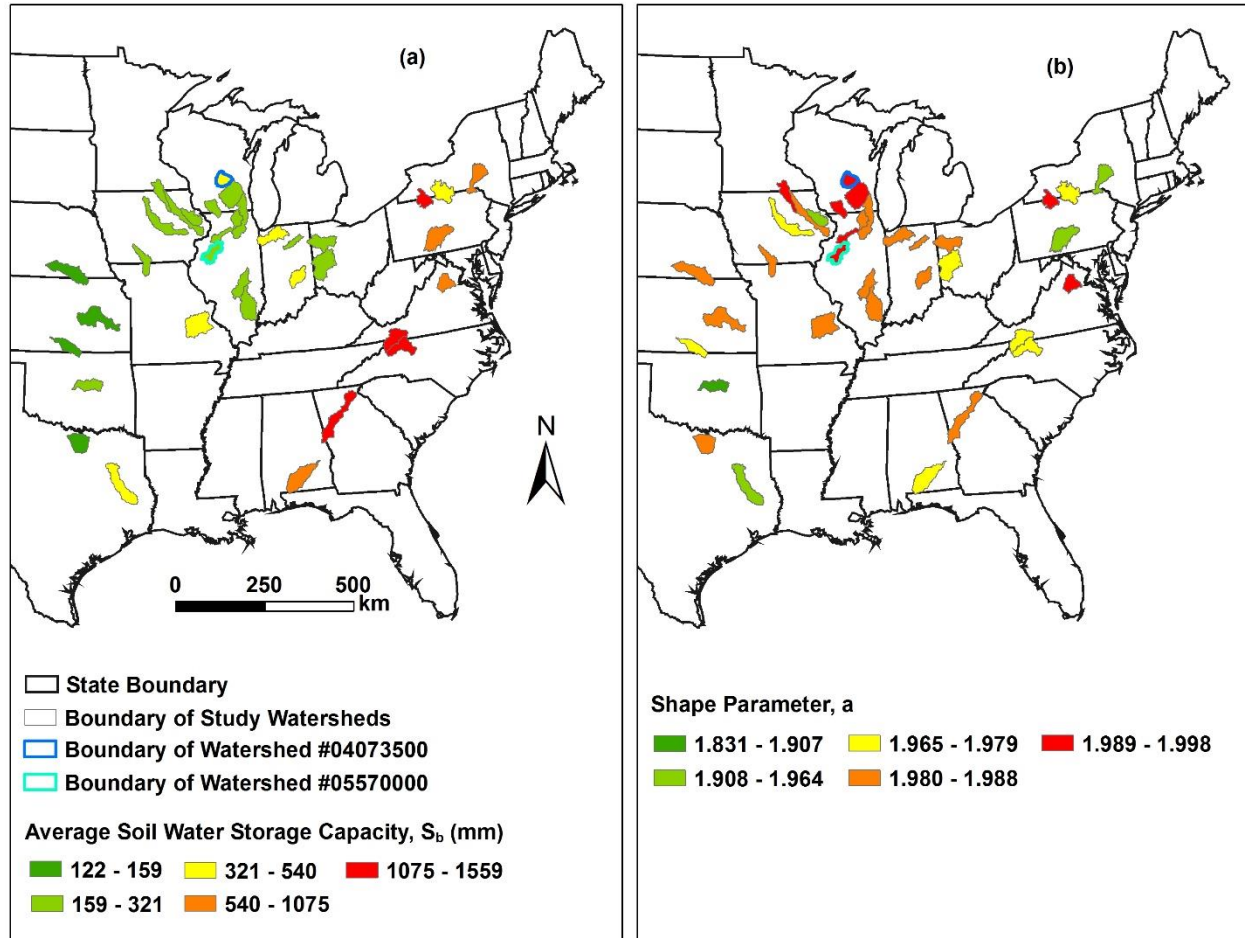 (a)
N
0 250 500
km
State Boundary
Boundary of Study Watersheds
Boundary of Watershed #04073500
Boundary of Watershed #05570000
Average Soil Water Storage Capacity, Sb (mm)
122 - 159 321 - 540 1075 - 1559
159 - 321 540 - 1075
(b)
Shape Parameter, a
1.831 - 1.907 1.965 - 1.979 1.989 - 1.998
1.908 - 1.964 1.980 - 1.988